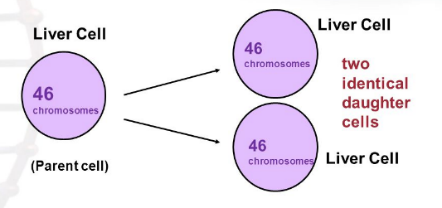 Liver Cell
46
chromosomes
(Parent cell)
Liver Cell
46
chromosomes
two
identical
daughter
cells
46
chromosomes
Liver Cell